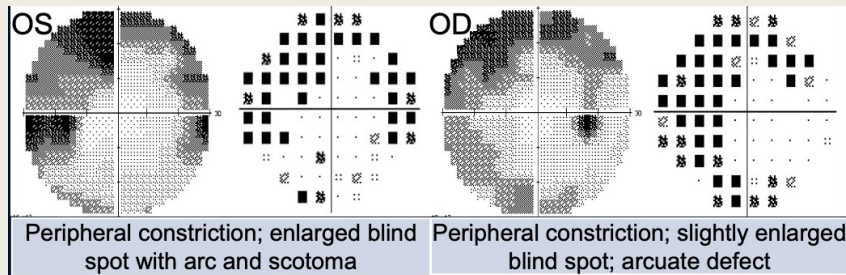 OS
OD
30
30
Peripheral constriction; enlarged blind
spot with arc and scotoma
Peripheral constriction; slightly enlarged
blind spot; arcuate defect